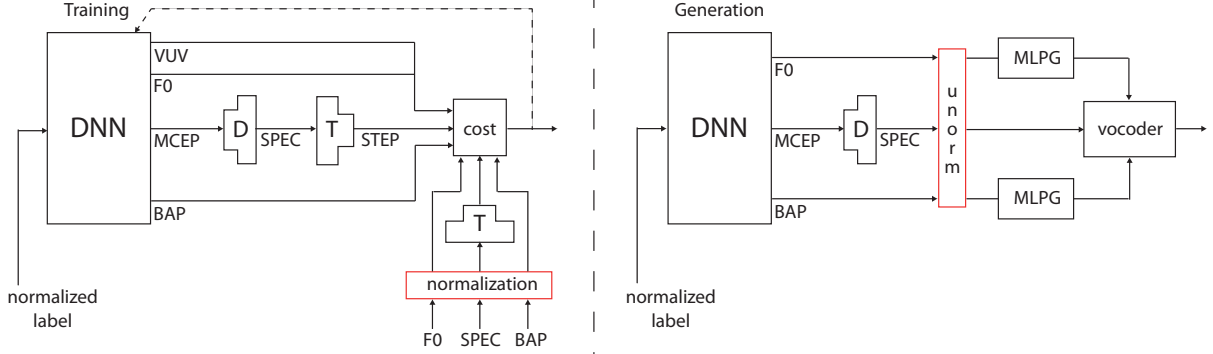 Training
DNN
VUV
F0
MCEP
D
SPEC
T
STEP
cost
BAP
T
normalization
normalized
label
F0
SPEC
BAP
Generation
DNN
F0
MCEP
D
SPEC
BAP
u
n
o
r
m
MLPG
vocoder
MLPG
normalized
label